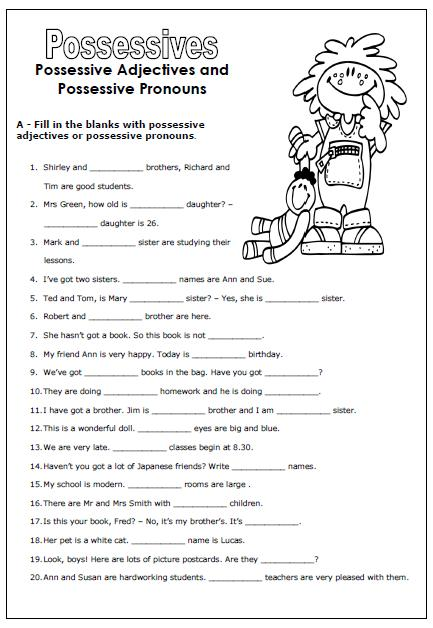 Possessives
Possessive Adjectives and
Possessive Pronouns
A - Fill in the blanks with possessive
adjectives or possessive pronouns.
1. Shirley and ___________ brothers, Richard and
Tim are good students.
2. Mrs Green, how old is ___________ daughter? –
___________ daughter is 26.
3. Mark and ___________ sister are studying their
lessons.
4. I've got two sisters. ___________ names are Ann and Sue.
5. Ted and Tom, is Mary ___________ sister? – Yes, she is ___________ sister.
6. Robert and ___________ brother are here.
7. She hasn't got a book. So this book is not ___________.
8. My friend Ann is very happy. Today is ___________ birthday.
9. We've got ___________ books in the bag. Have you got ___________?
10. They are doing ___________ homework and he is doing ___________.
11. I have got a brother. Jim is ___________ brother and I am ___________ sister.
12. This is a wonderful doll. ___________ eyes are big and blue.
13. We are very late. ___________ classes begin at 8.30.
14. Haven't you got a lot of Japanese friends? Write ___________ names.
15. My school is modern. ___________ rooms are large .
16. There are Mr and Mrs Smith with ___________ children.
17. Is this your book, Fred? – No, it's my brother's. It's ___________.
18. Her pet is a white cat. ___________ name is Lucas.
19. Look, boys! Here are lots of picture postcards. Are they ___________?
20. Ann and Susan are hardworking students. ___________ teachers are very pleased with them.